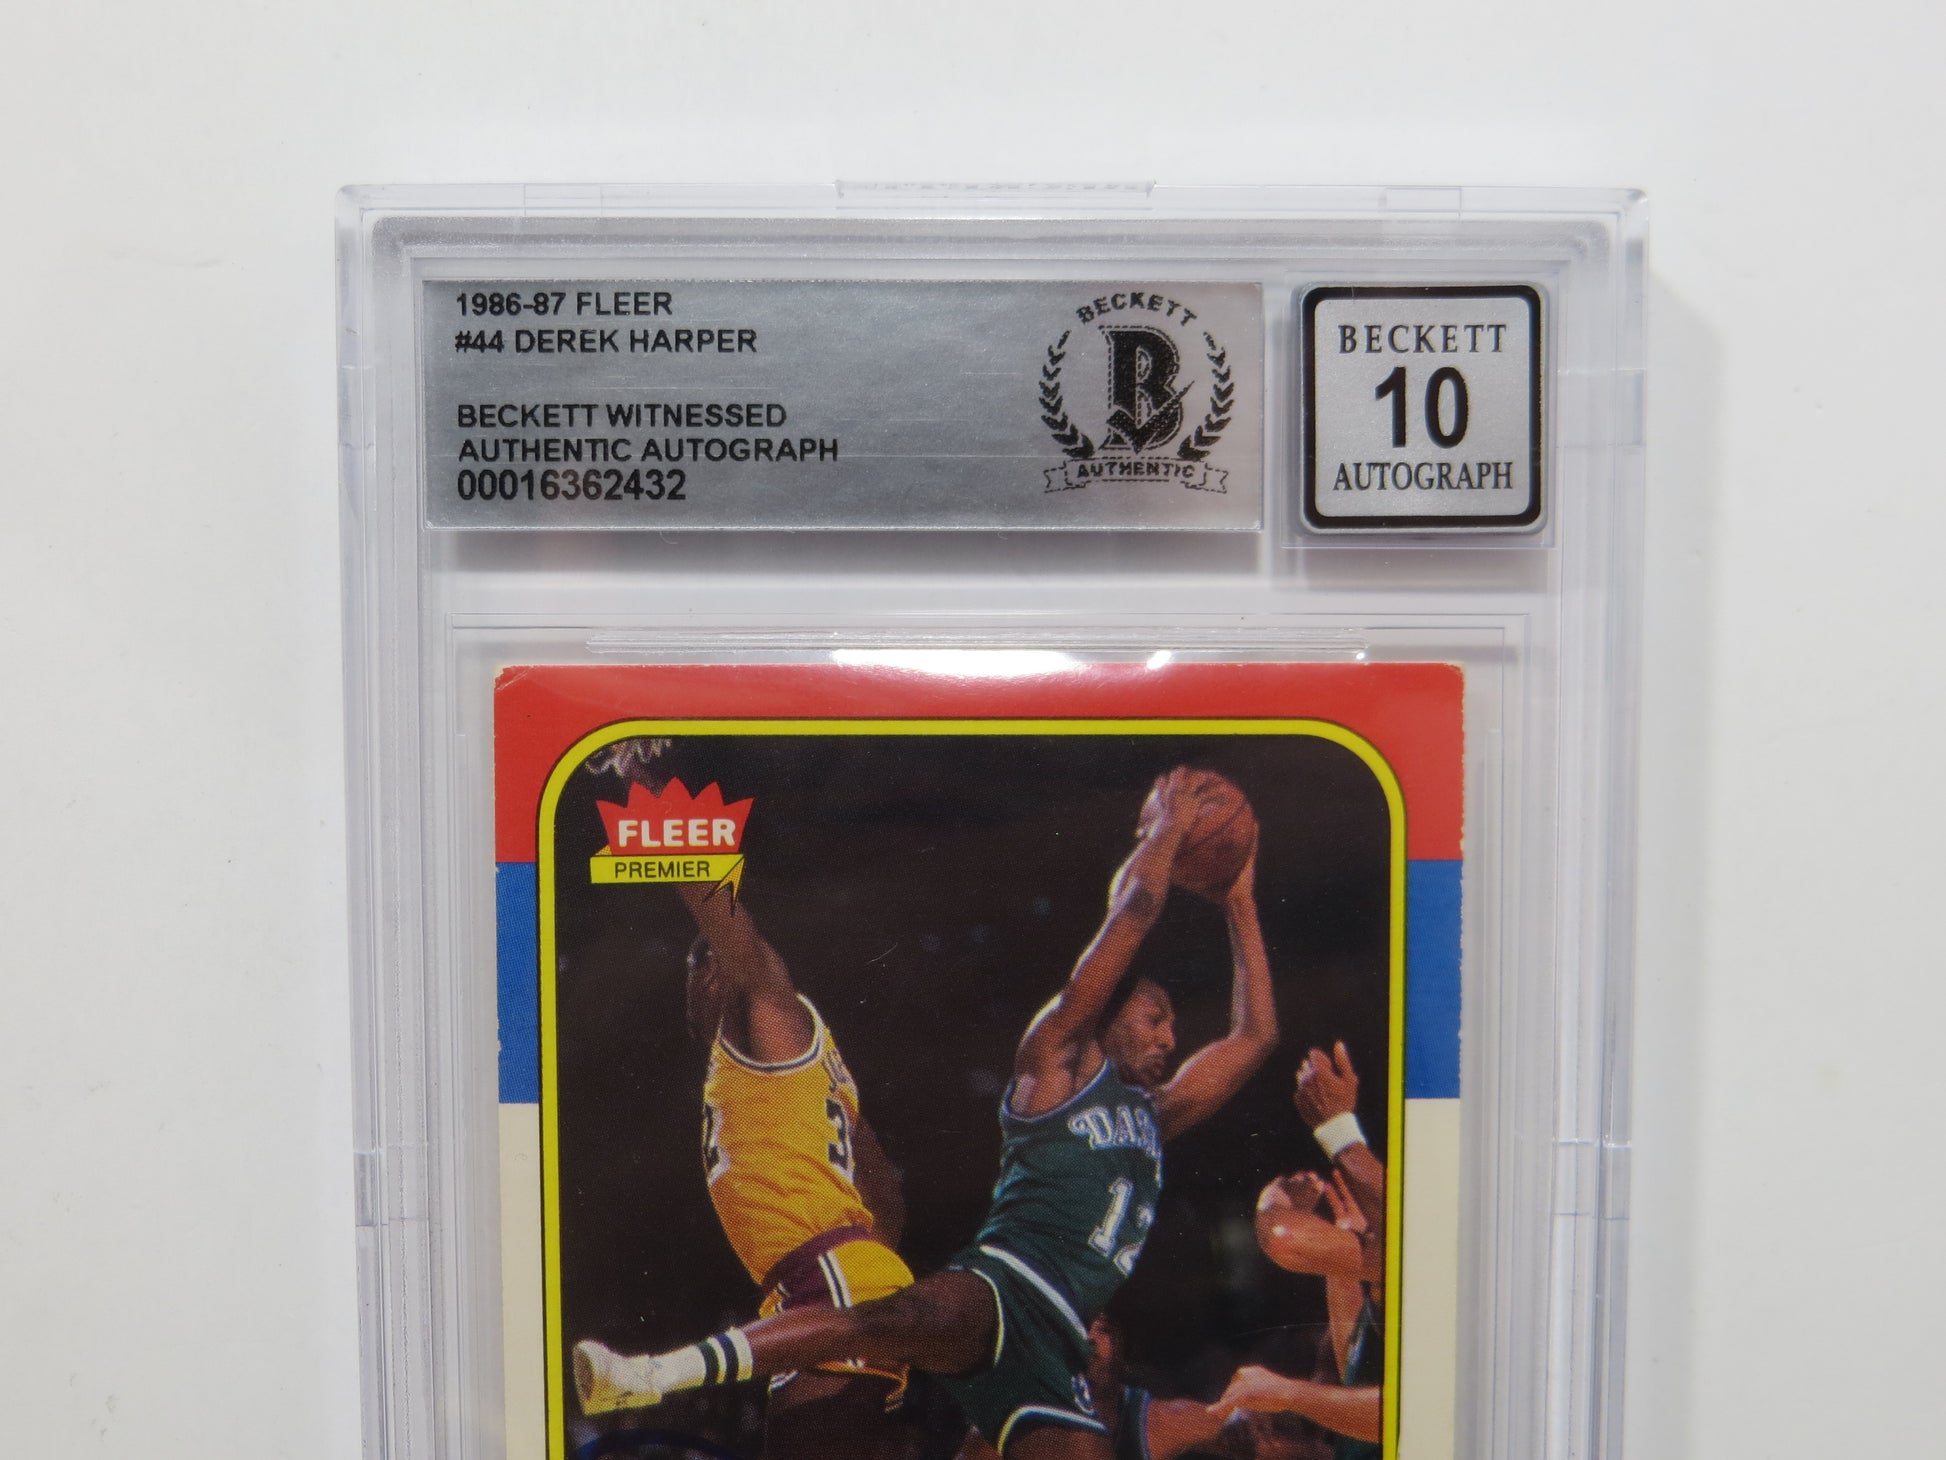 1986-87 FLEER
#44 DEREK HARPER
BECKETT WITNESSED
AUTHENTIC AUTOGRAPH
00016362432
BECKETT
B
AUTHENTIC
BECKETT
10
AUTOGRAPH
FLEER
PREMIER
12